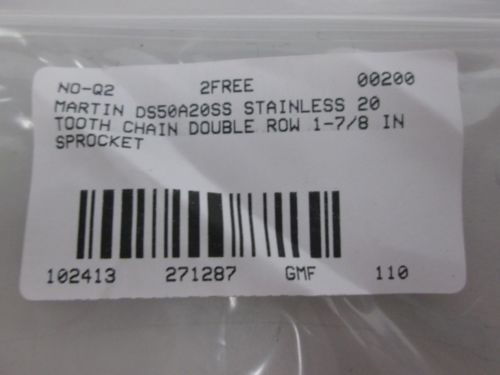 NO-Q2 2FREE 00200
MARTIN DS50A20SS STAINLESS 20
TOOTH CHAIN DOUBLE ROW 1-7/8 IN
SPROCKET
102413 271287 GMF 110